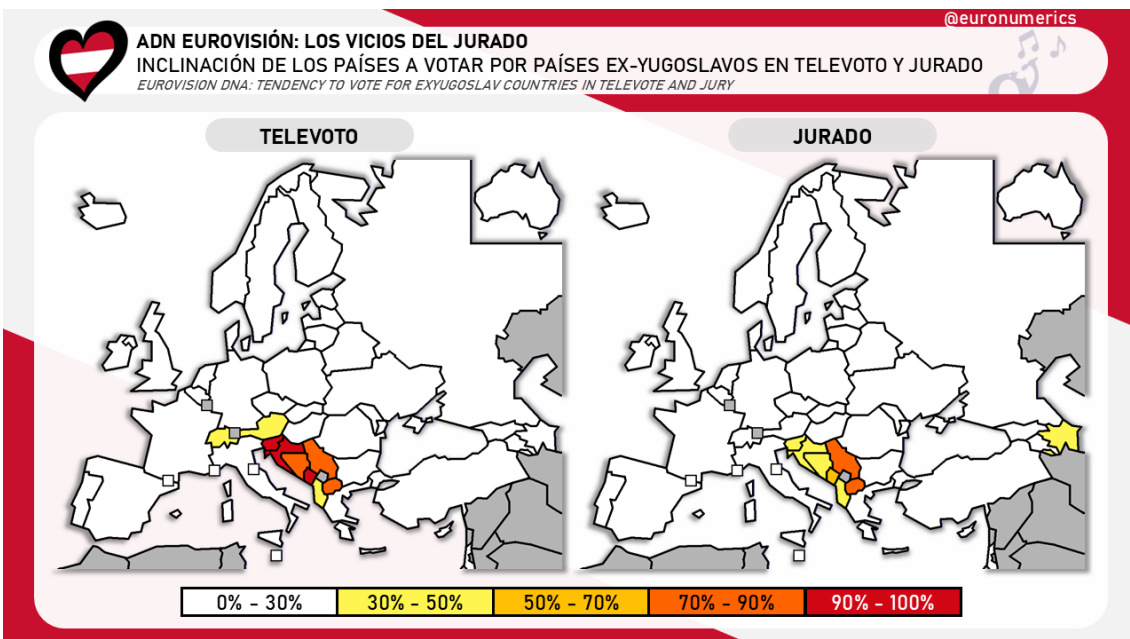 @euronumerics
ADN EUROVISIÓN: LOS VICIOS DEL JURADO
INCLINACIÓN DE LOS PAÍSES A VOTAR POR PAÍSES EX-YUGOSLAVOS EN TELEVOTO Y JURADO
EUROVISION DNA: TENDENCY TO VOTE FOR EXYUGOSLAV COUNTRIES IN TELEVOTE AND JURY
TELEVOTO
JURADO
0% - 30%
30% - 50%
50% - 70%
70% - 90%
90% - 100%